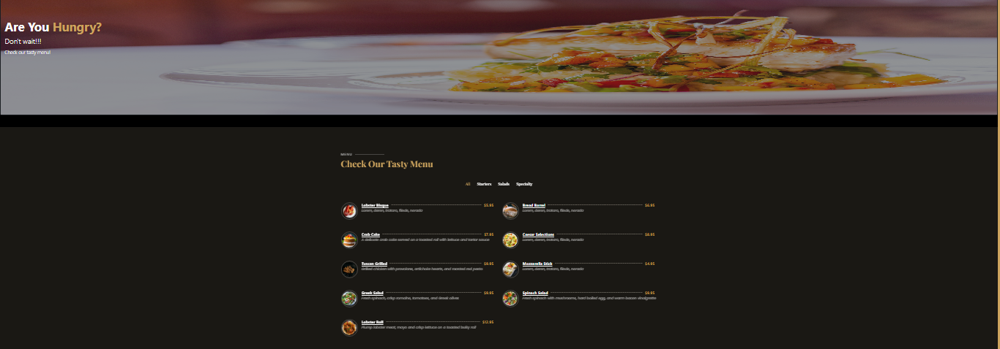 Are You Hungry?
Don't wait!!!
Check our tasty menu!
MENU
Check Our Tasty Menu
All Starters Salads Specialty
Lobster Bisque $5.95
Lorem, deren, trataro, filede, nerada
Bread Barrel $6.95
Lorem, deren, trataro, filede, nerada
Crab Cake $7.95
A delicate crab cake served on a toasted roll with lettuce and tartar sauce
Caesar Selections $8.95
Lorem, deren, trataro, filede, nerada
Tuscan Grilled $9.95
Grilled chicken with provolone, artichoke hearts, and roasted red pesto
Mozzarella Stick $4.95
Lorem, deren, trataro, filede, nerada
Greek Salad $9.95
Fresh spinach, crisp romaine, tomatoes, and Greek olives
Spinach Salad $9.95
Fresh spinach with mushrooms, hard boiled egg, and warm bacon vinaigrette
Lobster Roll $12.95
Plump lobster meat, mayo and crisp lettuce on a toasted bulky roll